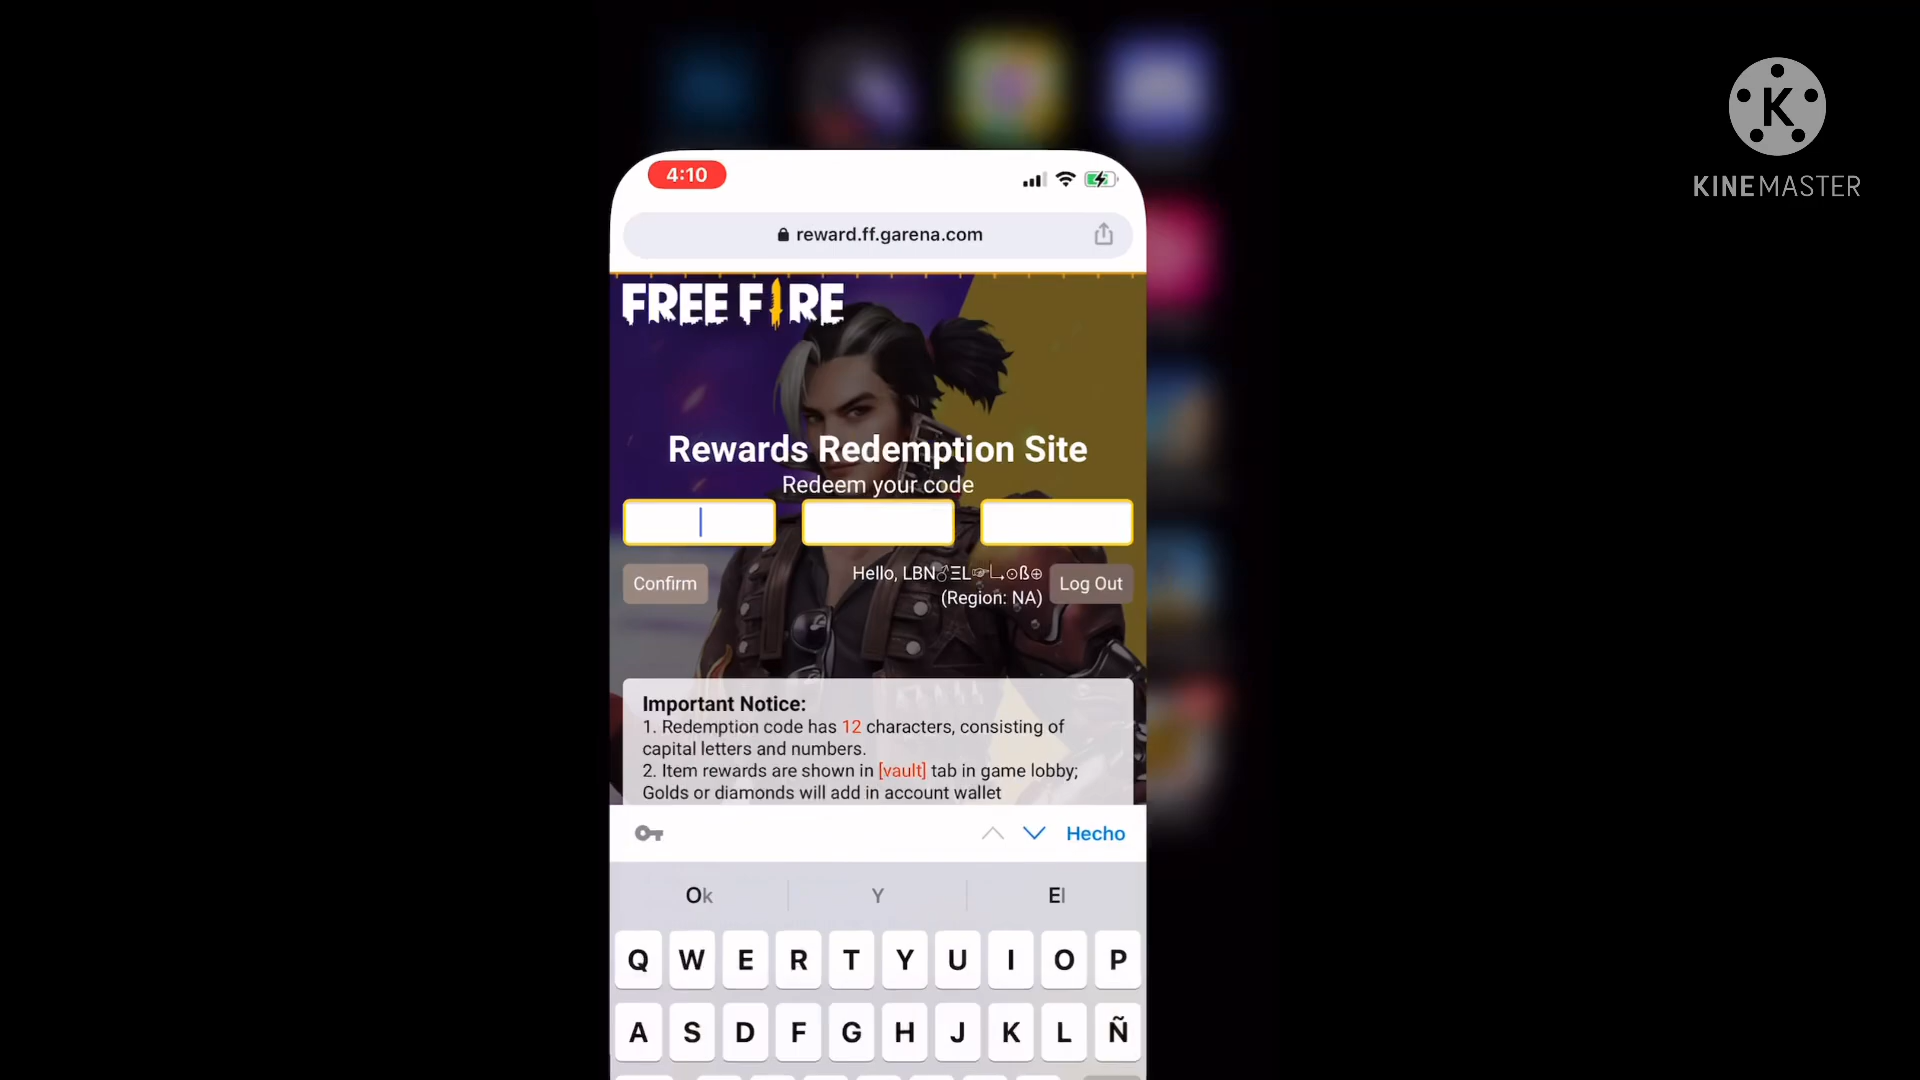 4:10
reward.ff.garena.com
FREE FIRE
Rewards Redemption Site
Redeem your code
Confirm
Hello, LBN♂ΞL☞
(Region: NA)
Log Out
Important Notice:
1. Redemption code has 12 characters, consisting of
capital letters and numbers.
2. Item rewards are shown in [vault] tab in game lobby;
Golds or diamonds will add in account wallet
Hecho
Ok Y El
Q W E R T Y U I O P
A S D F G H J K L Ñ
K
KINEMASTER